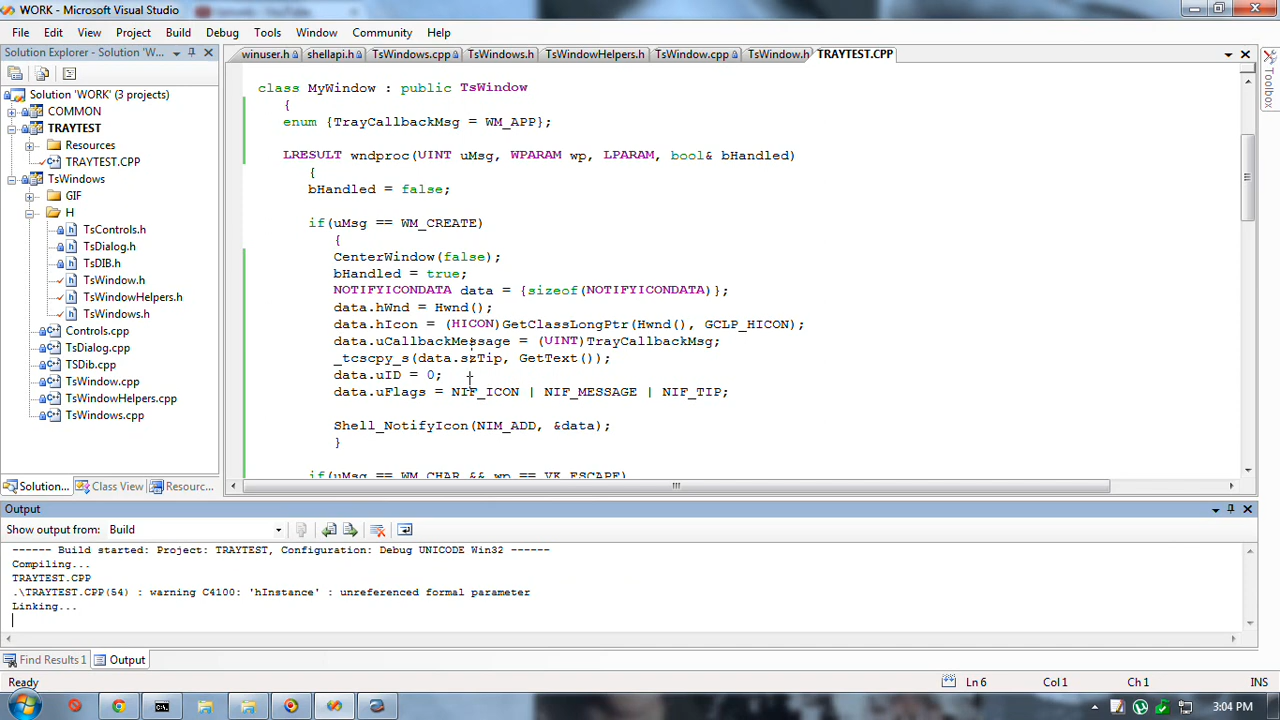 WORK - Microsoft Visual Studio
File Edit View Project Build Debug Tools Window Community Help
Solution Explorer - Solution 'W...
winuser.h shellapi.h TsWindows.cpp TsWindows.h TsWindowHelpers.h TsWindow.cpp TsWindow.h TRAYTEST.CPP
Toolbox
Solution 'WORK' (3 projects)
COMMON
TRAYTEST
Resources
TRAYTEST.CPP
TsWindows
GIF
H
TsControls.h
TsDialog.h
TsDIB.h
TsWindow.h
TsWindowHelpers.h
TsWindows.h
Controls.cpp
TsDialog.cpp
TSDib.cpp
TsWindow.cpp
TsWindowHelpers.cpp
TsWindows.cpp
Solution... Class View Resourc...
class MyWindow : public TsWindow
{
enum {TrayCallbackMsg = WM_APP};
LRESULT wndproc(UINT uMsg, WPARAM wp, LPARAM, bool& bHandled)
{
bHandled = false;
if(uMsg == WM_CREATE)
{
CenterWindow(false);
bHandled = true;
NOTIFYICONDATA data = {sizeof(NOTIFYICONDATA)};
data.hWnd = Hwnd();
data.hIcon = (HICON)GetClassLongPtr(Hwnd(), GCLP_HICON);
data.uCallbackMessage = (UINT)TrayCallbackMsg;
_tcscpy_s(data.szTip, GetText());
data.uID = 0;
data.uFlags = NIF_ICON | NIF_MESSAGE | NIF_TIP;
Shell_NotifyIcon(NIM_ADD, &data);
}
if(uMsg == WM_CHAR && wp == VK_ESCAPE)
Output
Show output from: Build
------ Build started: Project: TRAYTEST, Configuration: Debug UNICODE Win32 ------
Compiling...
TRAYTEST.CPP
.\TRAYTEST.CPP(54) : warning C4100: 'hInstance' : unreferenced formal parameter
Linking...
Find Results 1 Output
Ready Ln 6 Col 1 Ch 1 INS
3:04 PM